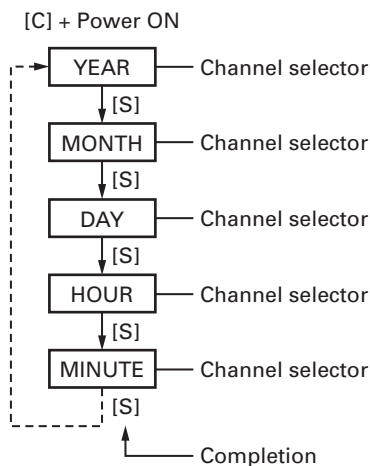 [C] + Power ON
YEAR Channel selector
[S]
MONTH Channel selector
[S]
DAY Channel selector
[S]
HOUR Channel selector
[S]
MINUTE Channel selector
[S]
Completion